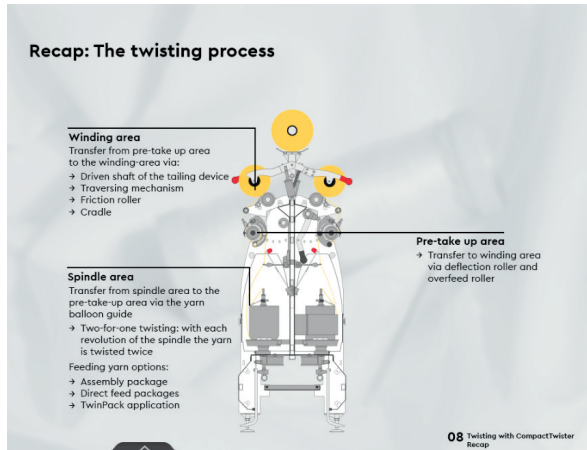 Recap: The twisting process
Winding area
Transfer from pre-take up area
to the winding-area via:
→ Driven shaft of the tailing device
→ Traversing mechanism
→ Friction roller
→ Cradle
Pre-take up area
→ Transfer to winding area
via deflection roller and
overfeed roller
Spindle area
Transfer from spindle area to the
pre-take-up area via the yarn
balloon guide
→ Two-for-one twisting: with each
revolution of the spindle the yarn
is twisted twice
Feeding yarn options:
→ Assembly package
→ Direct feed packages
→ TwinPack application
08 Twisting with CompactTwister
Recap